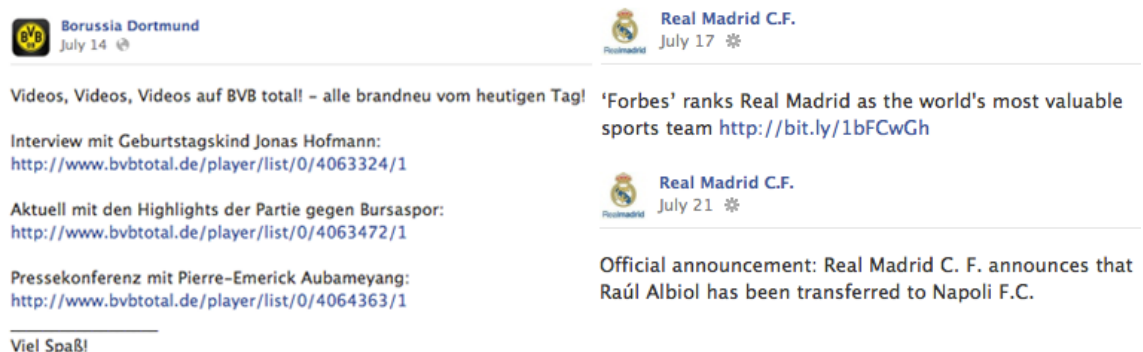 BVB
09
Borussia Dortmund
July 14
Videos, Videos, Videos auf BVB total! – alle brandneu vom heutigen Tag!
Interview mit Geburtstagskind Jonas Hofmann:
http://www.bvbtotal.de/player/list/0/4063324/1
Aktuell mit den Highlights der Partie gegen Bursaspor:
http://www.bvbtotal.de/player/list/0/4063472/1
Pressekonferenz mit Pierre-Emerick Aubameyang:
http://www.bvbtotal.de/player/list/0/4064363/1
Viel Spaß!
Realmadrid
Real Madrid C.F.
July 17
‘Forbes’ ranks Real Madrid as the world's most valuable
sports team http://bit.ly/1bFCwGh
Realmadrid
Real Madrid C.F.
July 21
Official announcement: Real Madrid C. F. announces that
Raúl Albiol has been transferred to Napoli F.C.